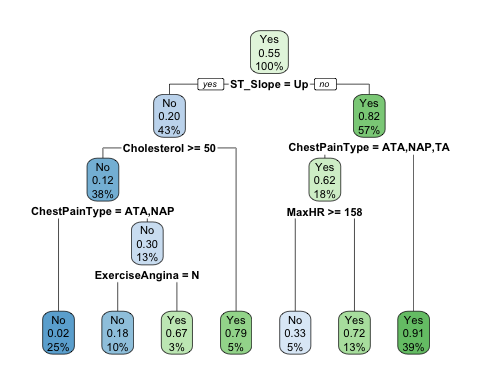 Yes
0.55
100%
yes
ST_Slope = Up
no
No
0.20
43%
Yes
0.82
57%
Cholesterol >= 50
ChestPainType = ATA,NAP,TA
No
0.12
38%
Yes
0.62
18%
ChestPainType = ATA,NAP
MaxHR >= 158
No
0.30
13%
ExerciseAngina = N
No
0.02
25%
No
0.18
10%
Yes
0.67
3%
Yes
0.79
5%
No
0.33
5%
Yes
0.72
13%
Yes
0.91
39%